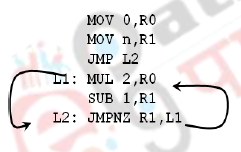 MOV 0,R0
MOV n,R1
JMP L2
L1: MUL 2,R0
SUB 1,R1
L2: JMPNZ R1,L1